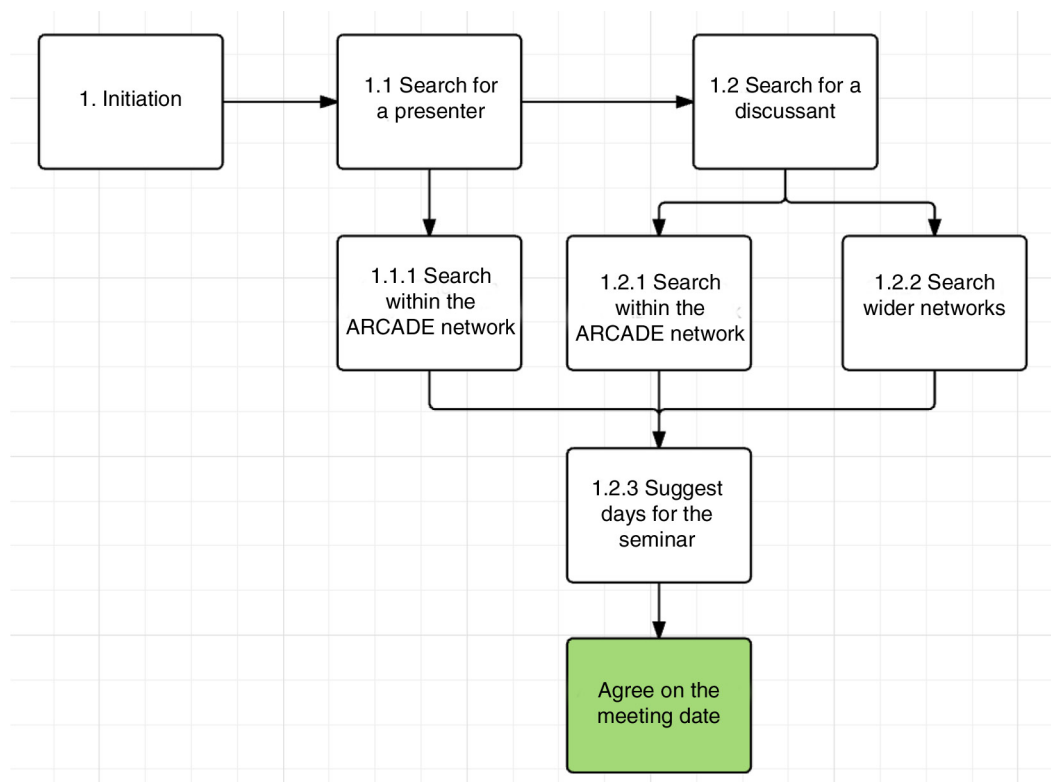 1. Initiation
1.1 Search for
a presenter
1.2 Search for a
discussant
1.1.1 Search
within the
ARCADE network
1.2.1 Search
within the
ARCADE network
1.2.2 Search
wider networks
1.2.3 Suggest
days for the
seminar
Agree on the
meeting date